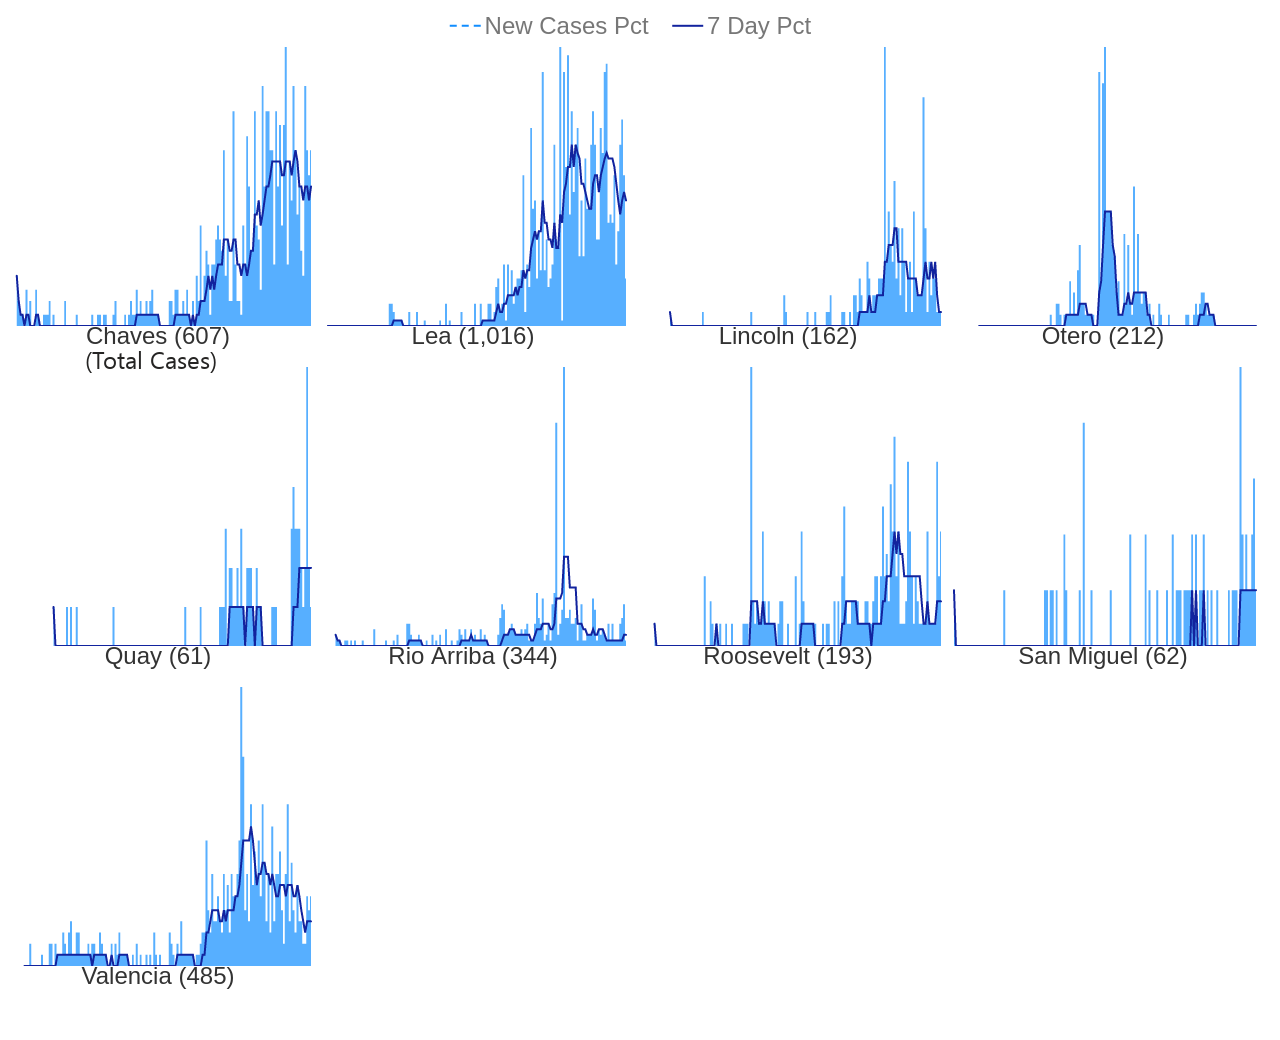 New Cases Pct 7 Day Pct
Chaves (607) Lea (1,016) Lincoln (162) Otero (212)
(Total Cases)
Quay (61) Rio Arriba (344) Roosevelt (193) San Miguel (62)
Valencia (485)